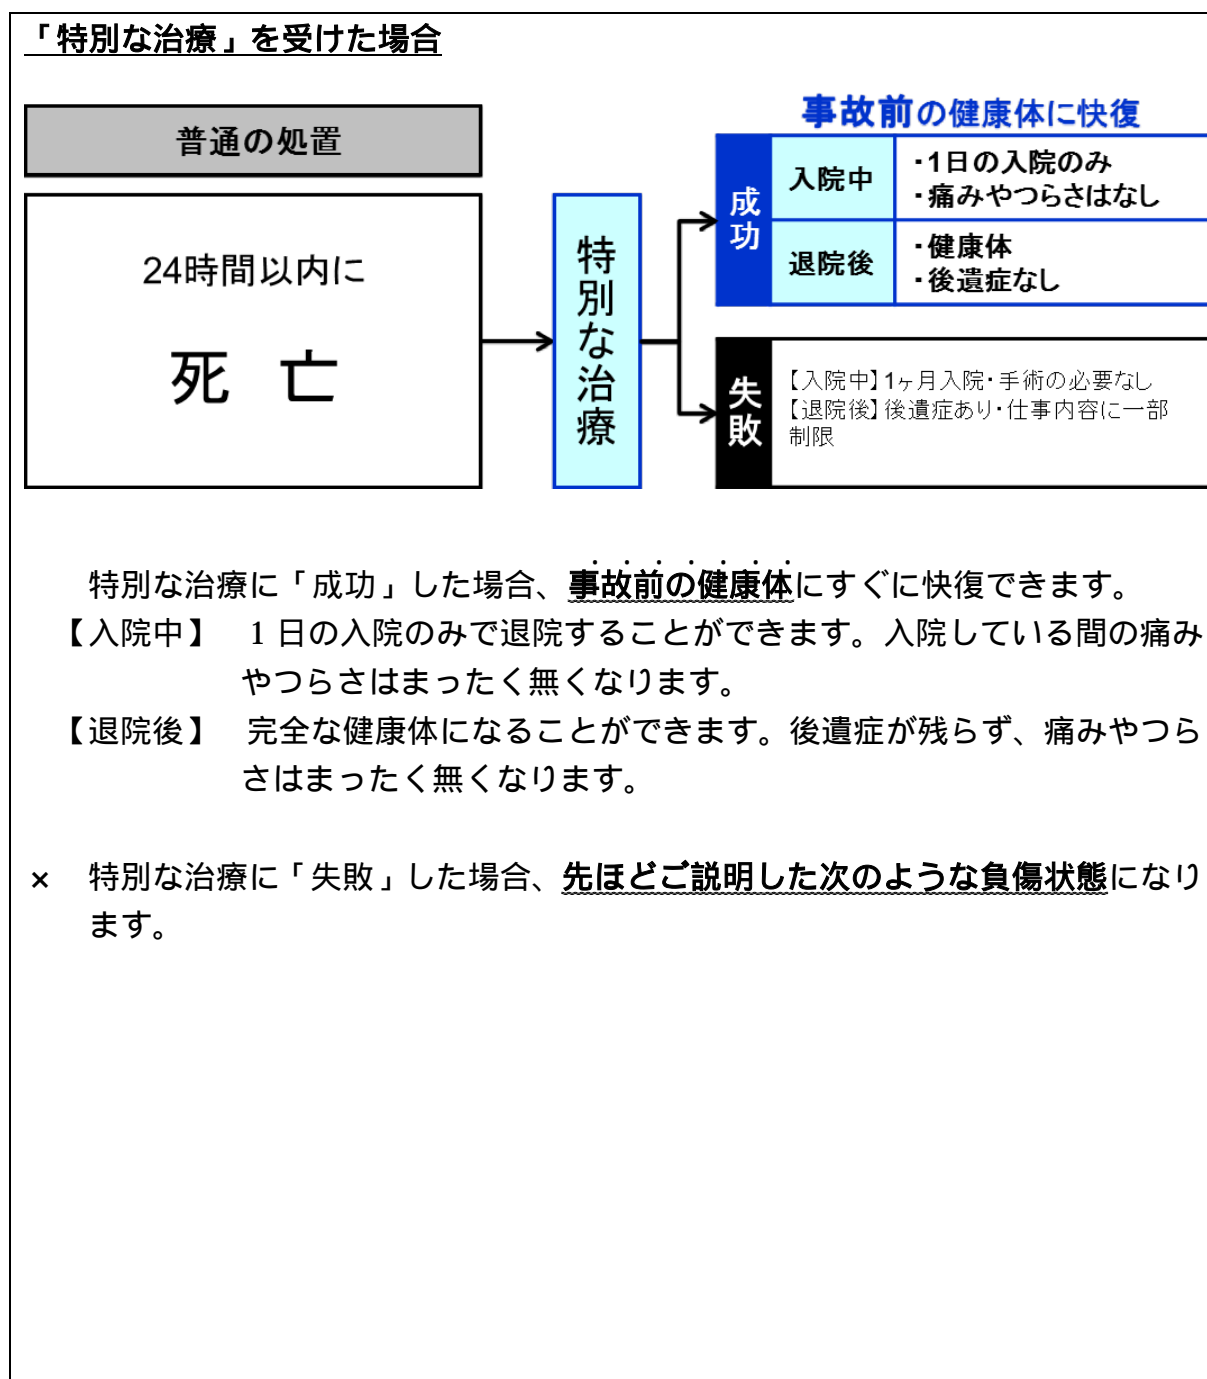 「特別な治療」を受けた場合
普通の処置
24時間以内に
死 亡
特別な治療
事故前の健康体に快復
成功
入院中
・1日の入院のみ
・痛みやつらさはなし
退院後
・健康体
・後遺症なし
失敗
【入院中】1ヶ月入院・手術の必要なし
【退院後】後遺症あり・仕事内容に一部
制限
特別な治療に「成功」した場合、事故前の健康体にすぐに快復できます。
【入院中】 1日の入院のみで退院することができます。入院している間の痛み
やつらさはまったく無くなります。
【退院後】 完全な健康体になることができます。後遺症が残らず、痛みやつら
さはまったく無くなります。
× 特別な治療に「失敗」した場合、先ほどご説明した次のような負傷状態になり
ます。